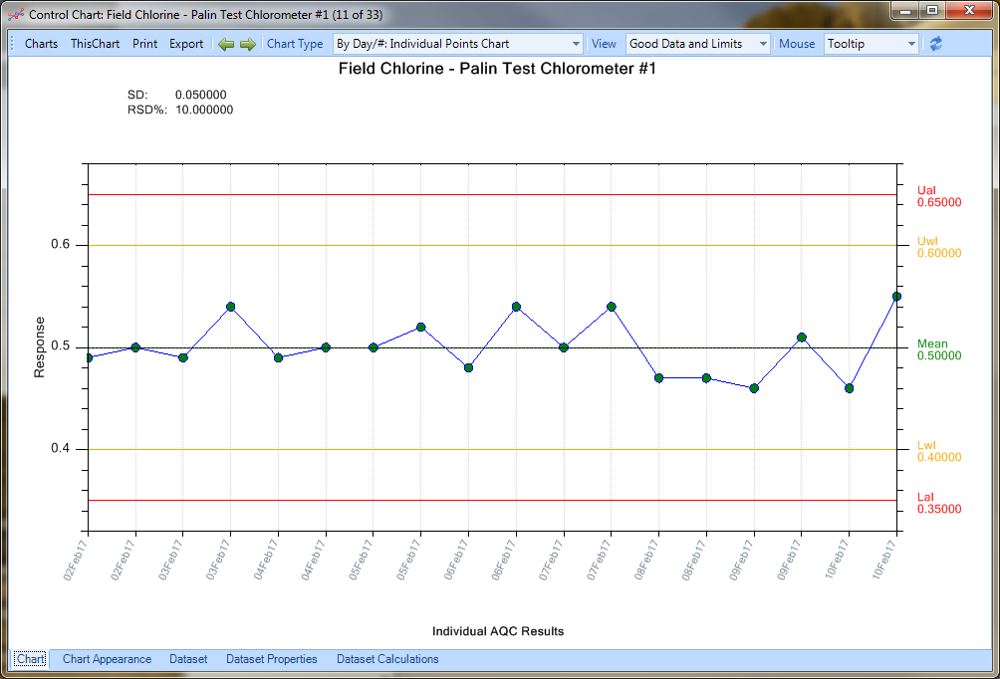 Control Chart: Field Chlorine - Palin Test Chlorometer #1 (11 of 33)
Charts ThisChart Print Export Chart Type By Day/#: Individual Points Chart View Good Data and Limits Mouse Tooltip
Field Chlorine - Palin Test Chlorometer #1
SD: 0.050000
RSD%: 10.000000
Ual
0.65000
0.6
Uwl
0.60000
Response
0.5
Mean
0.50000
0.4
Lwl
0.40000
Lal
0.35000
02Feb17 02Feb17 03Feb17 03Feb17 04Feb17 04Feb17 05Feb17 05Feb17 06Feb17 06Feb17 07Feb17 07Feb17 08Feb17 08Feb17 09Feb17 09Feb17 10Feb17 10Feb17
Individual AQC Results
Chart Chart Appearance Dataset Dataset Properties Dataset Calculations